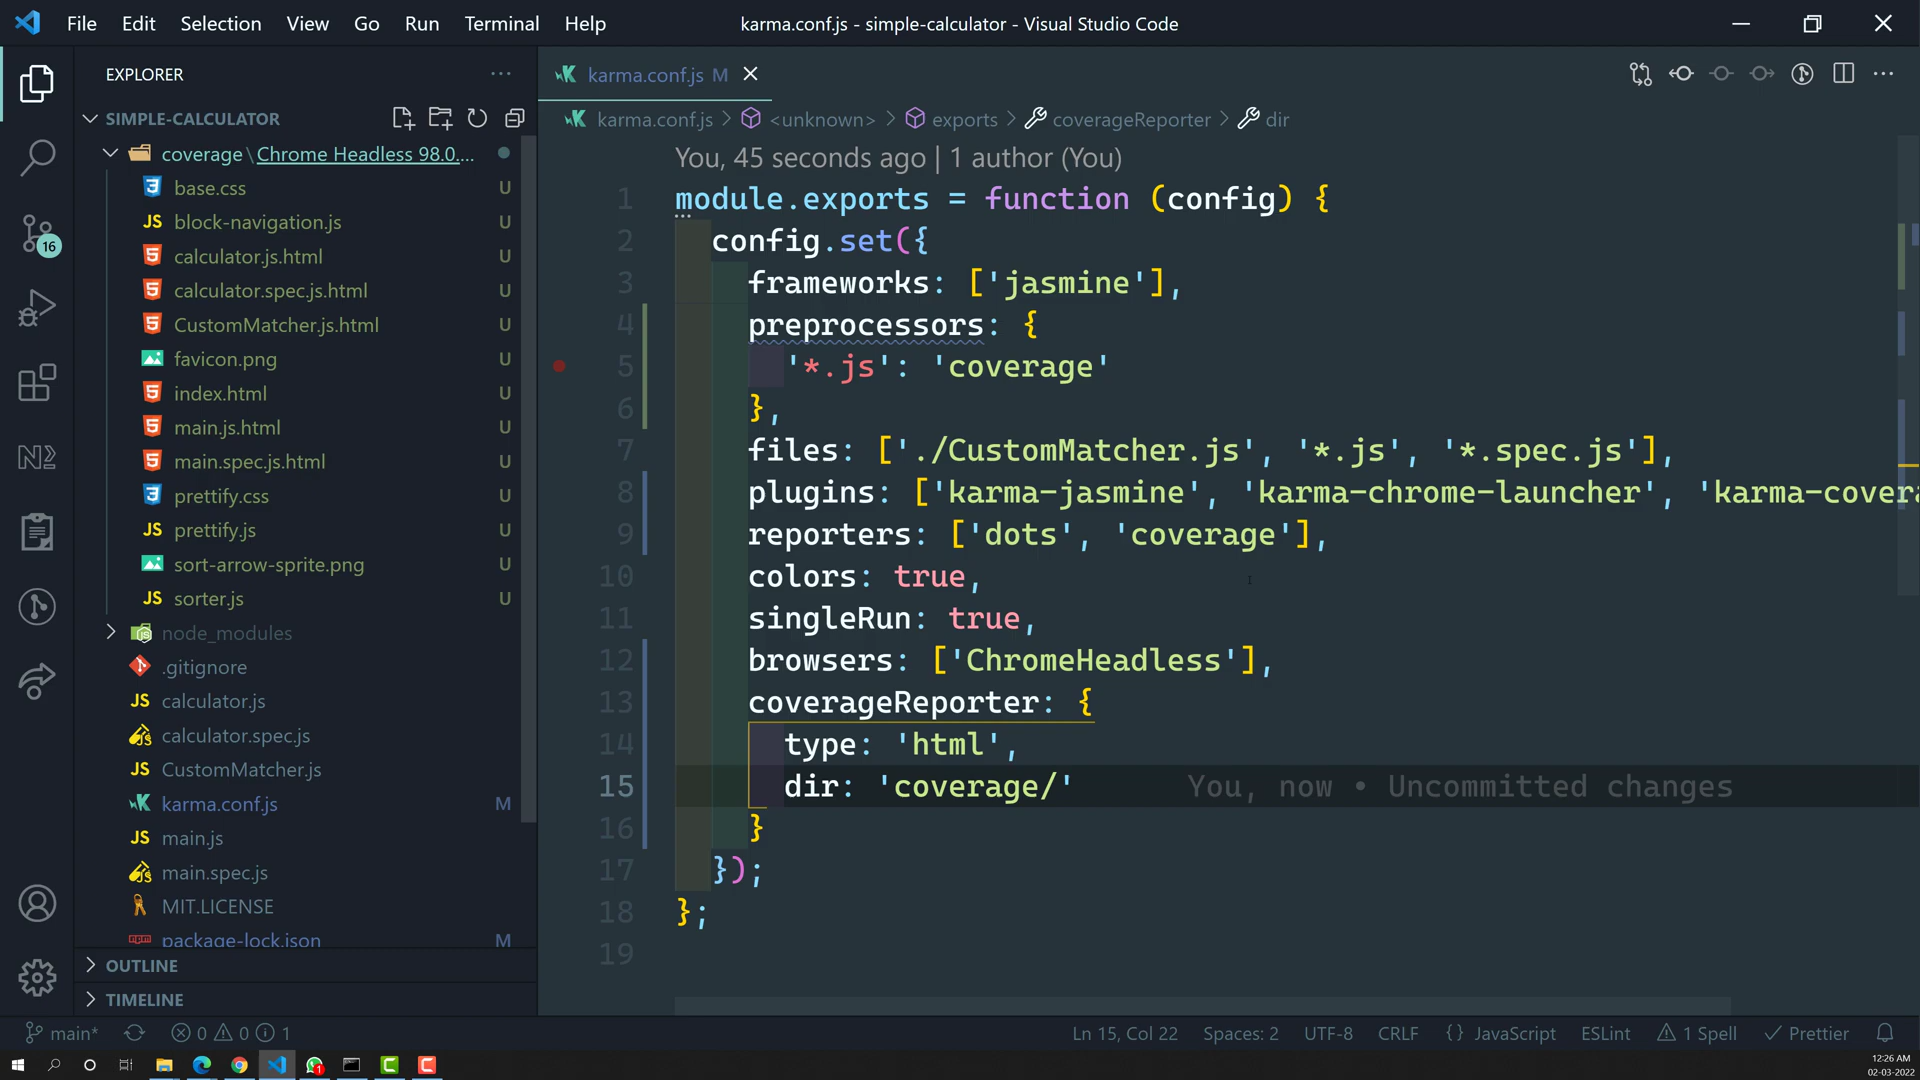 File Edit Selection View Go Run Terminal Help
karma.conf.js - simple-calculator - Visual Studio Code
EXPLORER
SIMPLE-CALCULATOR
coverage \ Chrome Headless 98.0....
base.css U
block-navigation.js U
calculator.js.html U
calculator.spec.js.html U
CustomMatcher.js.html U
favicon.png U
index.html U
main.js.html U
main.spec.js.html U
prettify.css U
prettify.js U
sort-arrow-sprite.png U
sorter.js U
node_modules
.gitignore
calculator.js
calculator.spec.js
CustomMatcher.js
karma.conf.js M
main.js
main.spec.js
MIT.LICENSE
package-lock.json M
OUTLINE
TIMELINE
16
karma.conf.js M
karma.conf.js > <unknown> > exports > coverageReporter > dir
You, 45 seconds ago | 1 author (You)
1 module.exports = function (config) {
2 config.set({
3 frameworks: ['jasmine'],
4 preprocessors: {
5 '*.js': 'coverage'
6 },
7 files: ['./CustomMatcher.js', '*.js', '*.spec.js'],
8 plugins: ['karma-jasmine', 'karma-chrome-launcher', 'karma-covera
9 reporters: ['dots', 'coverage'],
10 colors: true,
11 singleRun: true,
12 browsers: ['ChromeHeadless'],
13 coverageReporter: {
14 type: 'html',
15 dir: 'coverage/' You, now • Uncommitted changes
16 }
17 });
18 };
19
main* 0 0 1 Ln 15, Col 22 Spaces: 2 UTF-8 CRLF {} JavaScript ESLint 1 Spell Prettier
1
12:26 AM
02-03-2022